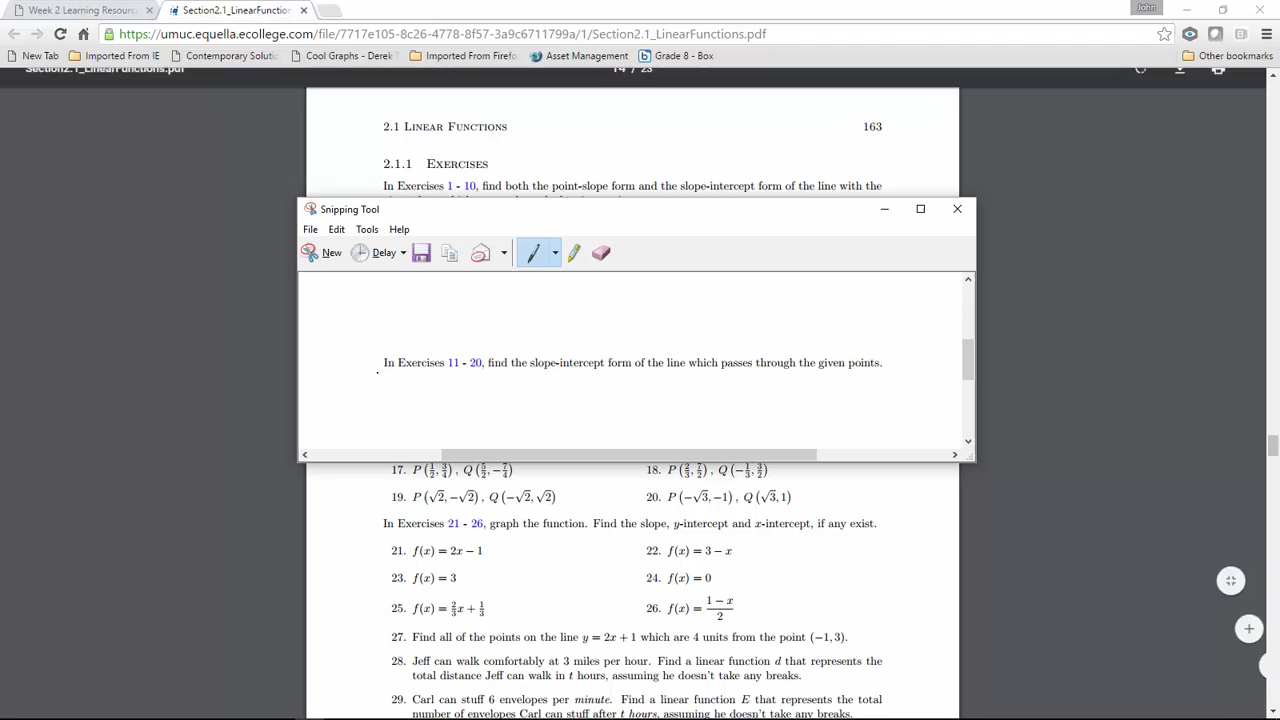 Week 2 Learning Resourc
Section2.1_LinearFunction
John
https://umuc.equella.ecollege.com/file/7717e105-8c26-4778-8f57-3a9c6711799a/1/Section2.1_LinearFunctions.pdf
New Tab Imported From IE Contemporary Soluti Cool Graphs - Derek Imported From Firefo Asset Management Grade 8 - Box Other bookmarks
Section2.1_LinearFunctions.pdf 14 / 23
2.1 Linear Functions 163
2.1.1 Exercises
In Exercises 1 - 10, find both the point-slope form and the slope-intercept form of the line with the
Snipping Tool
File Edit Tools Help
New Delay
In Exercises 11 - 20, find the slope-intercept form of the line which passes through the given points.
17. P (1/2, 3/4), Q (5/2, −7/4) 18. P (2/3, 7/2), Q (−1/3, 3/2)
19. P (√2, −√2), Q (−√2, √2) 20. P (−√3, −1), Q (√3, 1)
In Exercises 21 - 26, graph the function. Find the slope, y-intercept and x-intercept, if any exist.
21. f(x) = 2x − 1 22. f(x) = 3 − x
23. f(x) = 3 24. f(x) = 0
25. f(x) = 2/3 x + 1/3 26. f(x) = (1 − x)/2
27. Find all of the points on the line y = 2x + 1 which are 4 units from the point (−1, 3).
28. Jeff can walk comfortably at 3 miles per hour. Find a linear function d that represents the
total distance Jeff can walk in t hours, assuming he doesn't take any breaks.
29. Carl can stuff 6 envelopes per minute. Find a linear function E that represents the total
number of envelopes Carl can stuff after t hours, assuming he doesn't take any breaks.